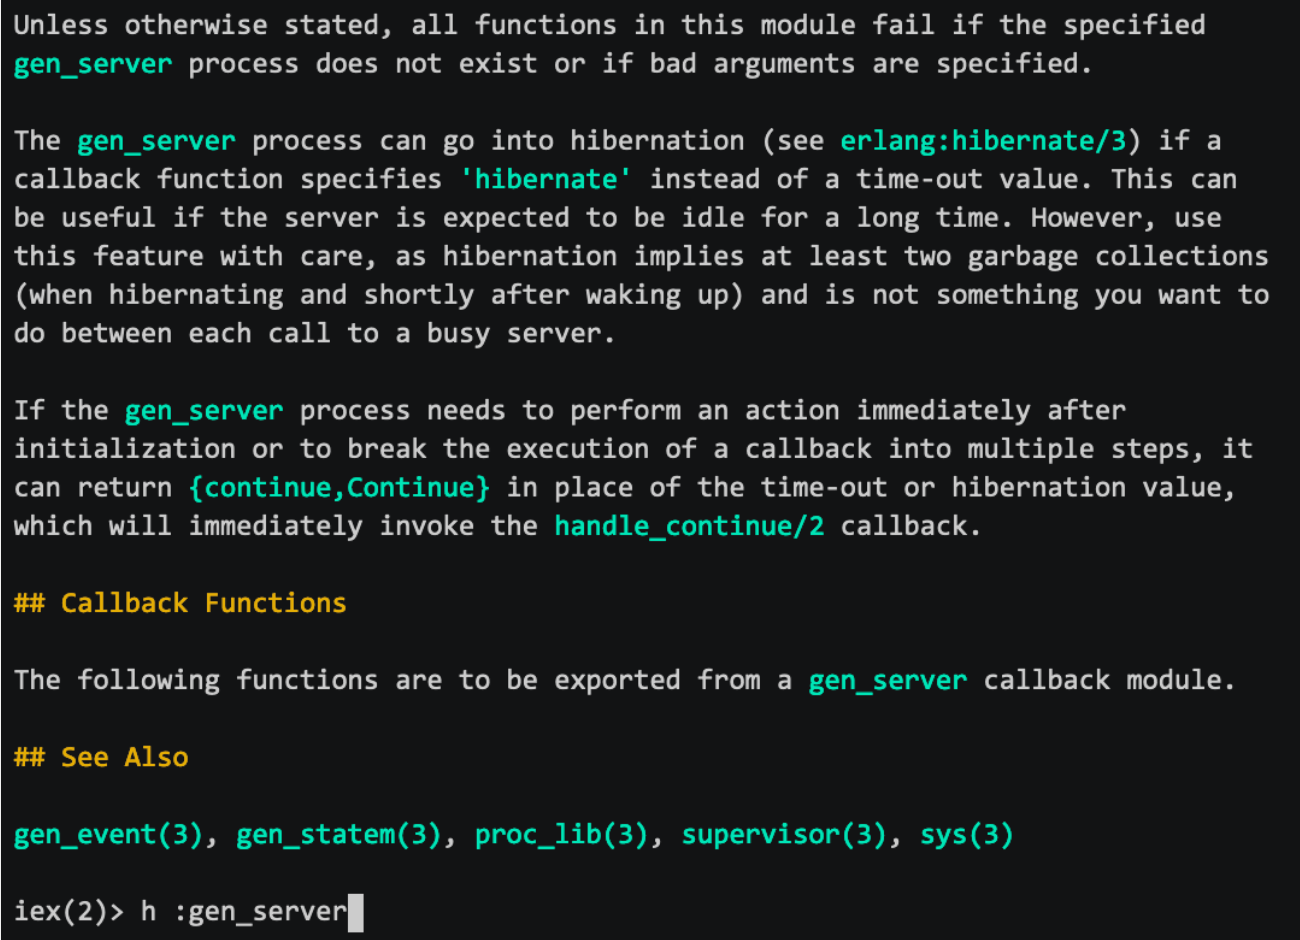 Unless otherwise stated, all functions in this module fail if the specified
gen_server process does not exist or if bad arguments are specified.
The gen_server process can go into hibernation (see erlang:hibernate/3) if a
callback function specifies 'hibernate' instead of a time-out value. This can
be useful if the server is expected to be idle for a long time. However, use
this feature with care, as hibernation implies at least two garbage collections
(when hibernating and shortly after waking up) and is not something you want to
do between each call to a busy server.
If the gen_server process needs to perform an action immediately after
initialization or to break the execution of a callback into multiple steps, it
can return {continue,Continue} in place of the time-out or hibernation value,
which will immediately invoke the handle_continue/2 callback.
## Callback Functions
The following functions are to be exported from a gen_server callback module.
## See Also
gen_event(3), gen_statem(3), proc_lib(3), supervisor(3), sys(3)
iex(2)> h :gen_server